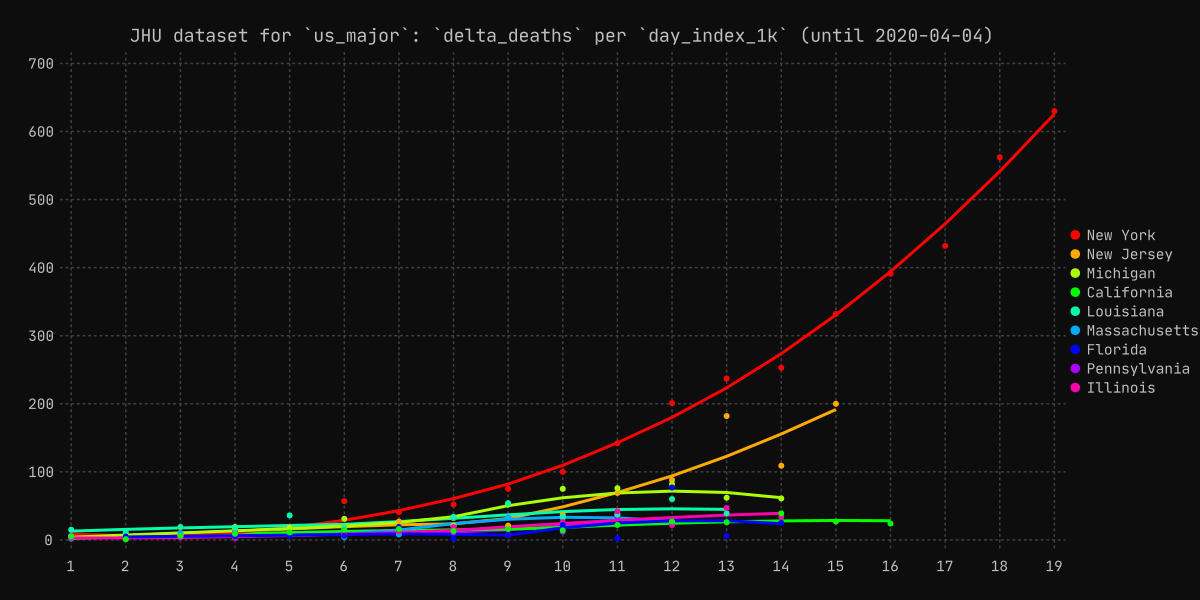 JHU dataset for `us_major`: `delta_deaths` per `day_index_1k` (until 2020-04-04)
700
600
500
400
300
200
100
0
1 2 3 4 5 6 7 8 9 10 11 12 13 14 15 16 17 18 19
New York
New Jersey
Michigan
California
Louisiana
Massachusetts
Florida
Pennsylvania
Illinois